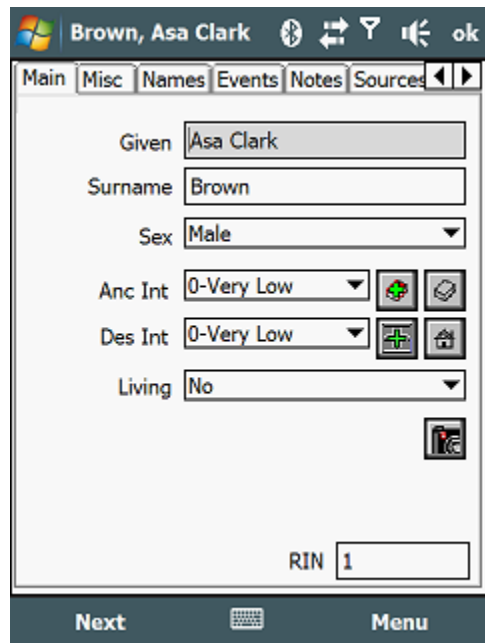 Brown, Asa Clark ok
Main Misc Names Events Notes Sources
Given Asa Clark
Surname Brown
Sex Male
Anc Int 0-Very Low
Des Int 0-Very Low
Living No
RIN 1
Next Menu